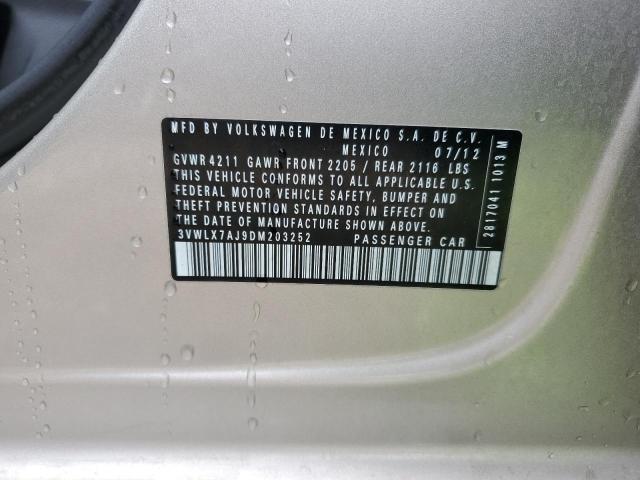 MFD BY VOLKSWAGEN DE MEXICO S.A. DE C.V.
MEXICO 07/12
GVWR 4211 GAWR FRONT 2205 / REAR 2116 LBS
THIS VEHICLE CONFORMS TO ALL APPLICABLE U.S.
FEDERAL MOTOR VEHICLE SAFETY, BUMPER AND
THEFT PREVENTION STANDARDS IN EFFECT ON
THE DATE OF MANUFACTURE SHOWN ABOVE.
3VWLX7AJ9DM203252 PASSENGER CAR
2817041 1013 M